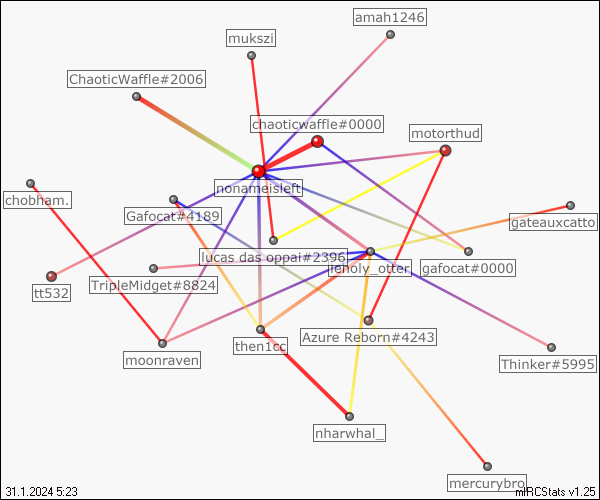 amah1246
mukszi
ChaoticWaffle#2006
chaoticwaffle#0000
motorthud
nonameisleft
chobham.
Gafocat#4189
gateauxcatto
lucas das oppai#2396
leholy_otter
gafocat#0000
TripleMidget#8824
tt532
Azure Reborn#4243
then1cc
moonraven
Thinker#5995
nharwhal_
mercurybro
31.1.2024 5:23
mIRCStats v1.25